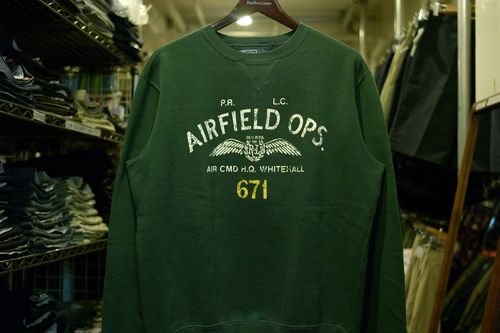 P.R. L.C.
AIRFIELD OPS.
AIR CMD H.Q. WHITEHALL
671